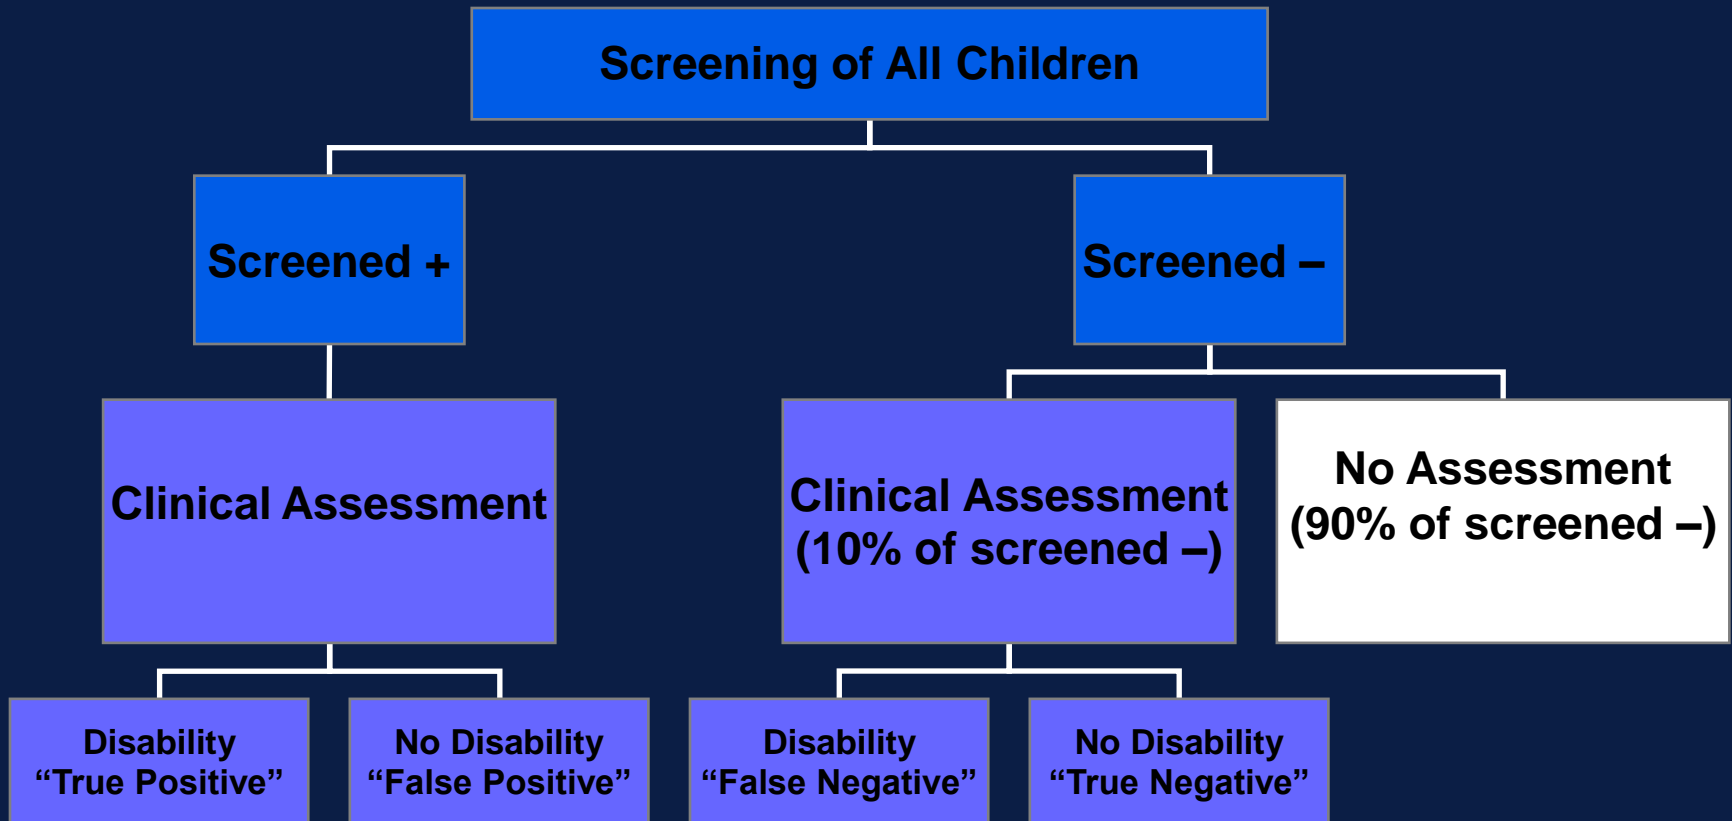 Screening of All Children
Screened +
Screened –
Clinical Assessment
Clinical Assessment
(10% of screened –)
No Assessment
(90% of screened –)
Disability
“True Positive”
No Disability
“False Positive”
Disability
“False Negative”
No Disability
“True Negative”